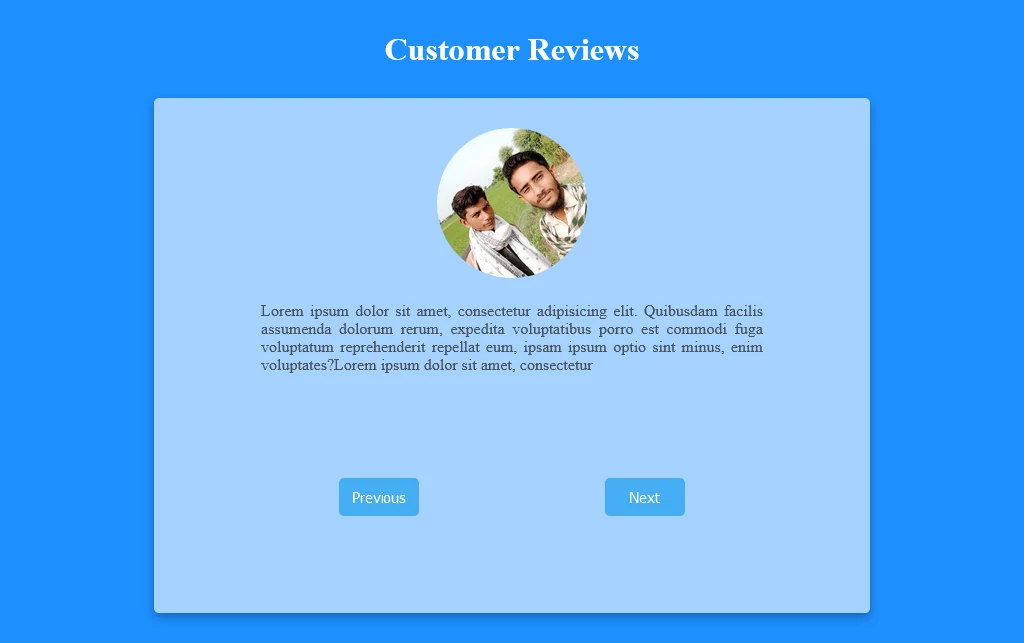 Customer Reviews
Lorem ipsum dolor sit amet, consectetur adipisicing elit. Quibusdam facilis
assumenda dolorum rerum, expedita voluptatibus porro est commodi fuga
voluptatum reprehenderit repellat eum, ipsam ipsum optio sint minus, enim
voluptates?Lorem ipsum dolor sit amet, consectetur
Previous
Next